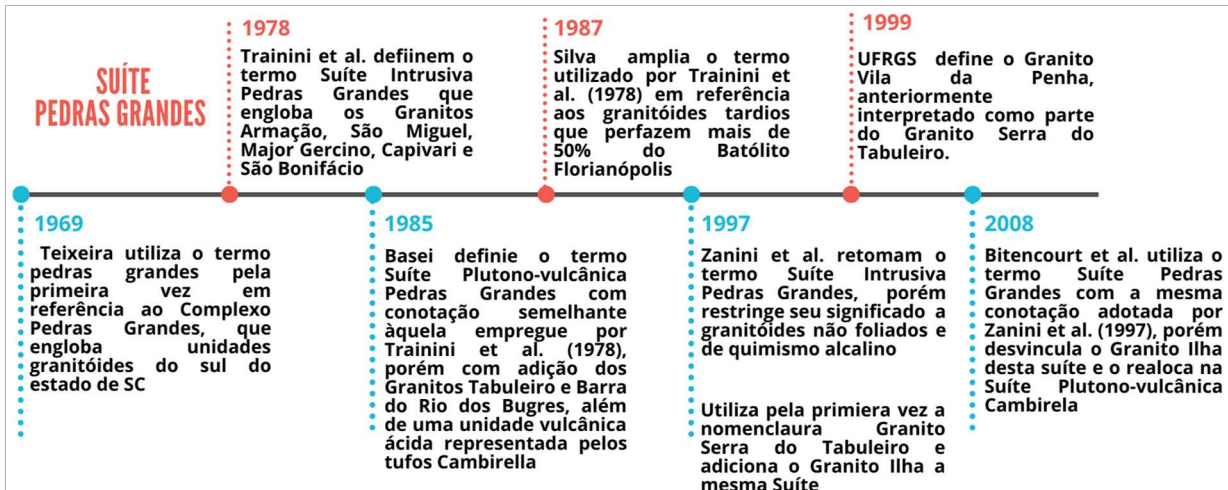 SUÍTE
PEDRAS GRANDES
1969
Teixeira utiliza o termo
pedras grandes pela
primeira vez em
referência ao Complexo
Pedras Grandes, que
engloba unidades
granitóides do sul do
estado de SC
1978
Trainini et al. defiinem o
termo Suíte Intrusiva
Pedras Grandes que
engloba os Granitos
Armação, São Miguel,
Major Gercino, Capivari e
São Bonifácio
1985
Basei definie o termo
Suíte Plutono-vulcânica
Pedras Grandes com
conotação semelhante
àquela empregue por
Trainini et al. (1978),
porém com adição dos
Granitos Tabuleiro e Barra
do Rio dos Bugres, além
de uma unidade vulcânica
ácida representada pelos
tufos Cambirella
1987
Silva amplia o termo
utilizado por Trainini et
al. (1978) em referência
aos granitóides tardios
que perfazem mais de
50% do Batólito
Florianópolis
1997
Zanini et al. retomam o
termo Suíte Intrusiva
Pedras Grandes, porém
restringe seu significado a
granitóides não foliados e
de quimismo alcalino
Utiliza pela primiera vez a
nomenclaura Granito
Serra do Tabuleiro e
adiciona o Granito Ilha a
mesma Suíte
1999
UFRGS define o Granito
Vila da Penha,
anteriormente
interpretado como parte
do Granito Serra do
Tabuleiro.
2008
Bitencourt et al. utiliza o
termo Suíte Pedras
Grandes com a mesma
conotação adotada por
Zanini et al. (1997), porém
desvincula o Granito Ilha
desta suíte e o realoca na
Suíte Plutono-vulcânica
Cambirela